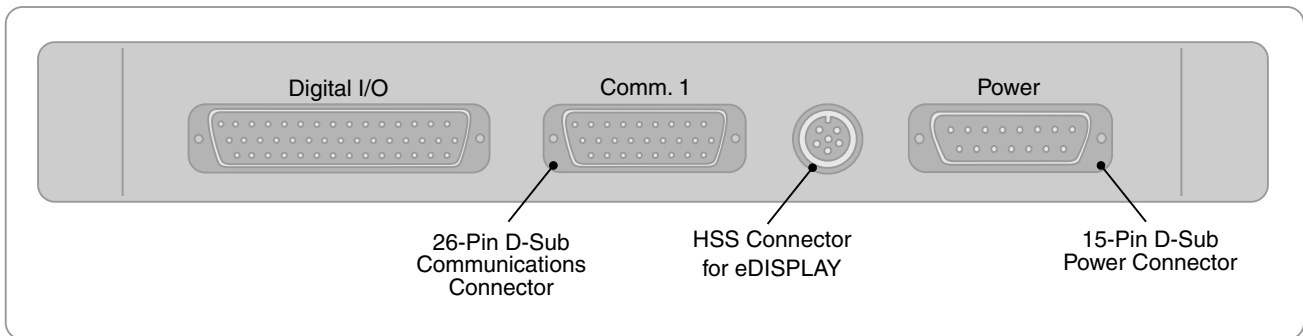 Digital I/O
Comm. 1
Power
26-Pin D-Sub
Communications
Connector
HSS Connector
for eDISPLAY
15-Pin D-Sub
Power Connector